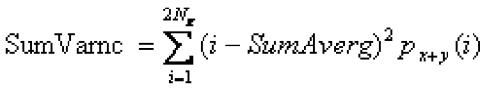 SumVarnc = \sum_{i=1}^{2N_g} (i - SumAverg)^2 p_{x+y}(i)